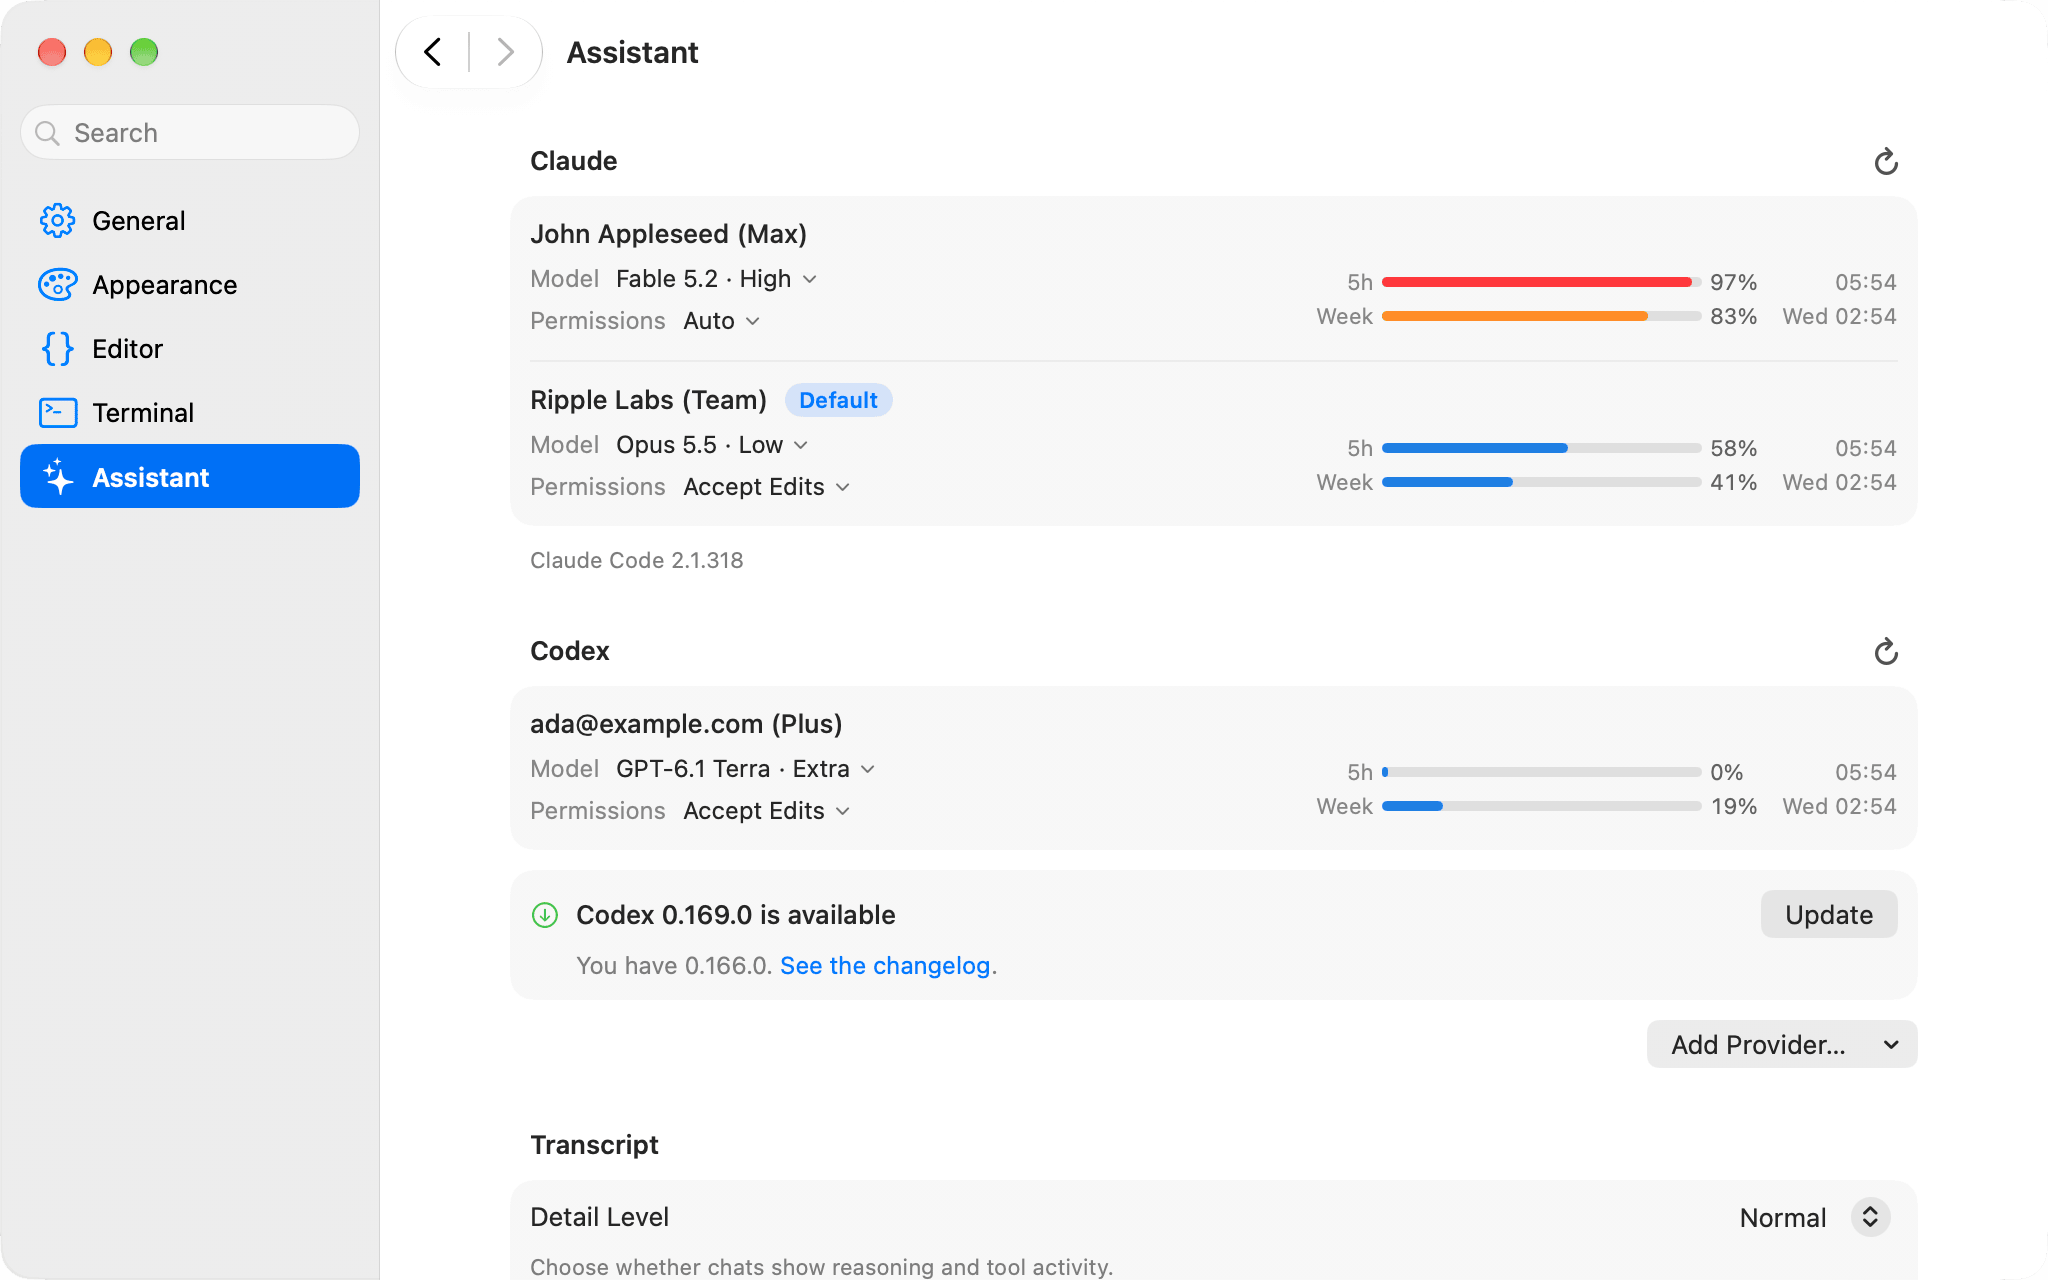 Search
General
Appearance
Editor
Terminal
Assistant
Assistant
Claude
John Appleseed (Max)
Model Fable 5.2 · High
Permissions Auto
5h 97% 05:54
Week 83% Wed 02:54
Ripple Labs (Team) Default
Model Opus 5.5 · Low
Permissions Accept Edits
5h 58% 05:54
Week 41% Wed 02:54
Claude Code 2.1.318
Codex
ada@example.com (Plus)
Model GPT-6.1 Terra · Extra
Permissions Accept Edits
5h 0% 05:54
Week 19% Wed 02:54
Codex 0.169.0 is available
Update
You have 0.166.0. See the changelog.
Add Provider...
Transcript
Detail Level
Normal
Choose whether chats show reasoning and tool activity.